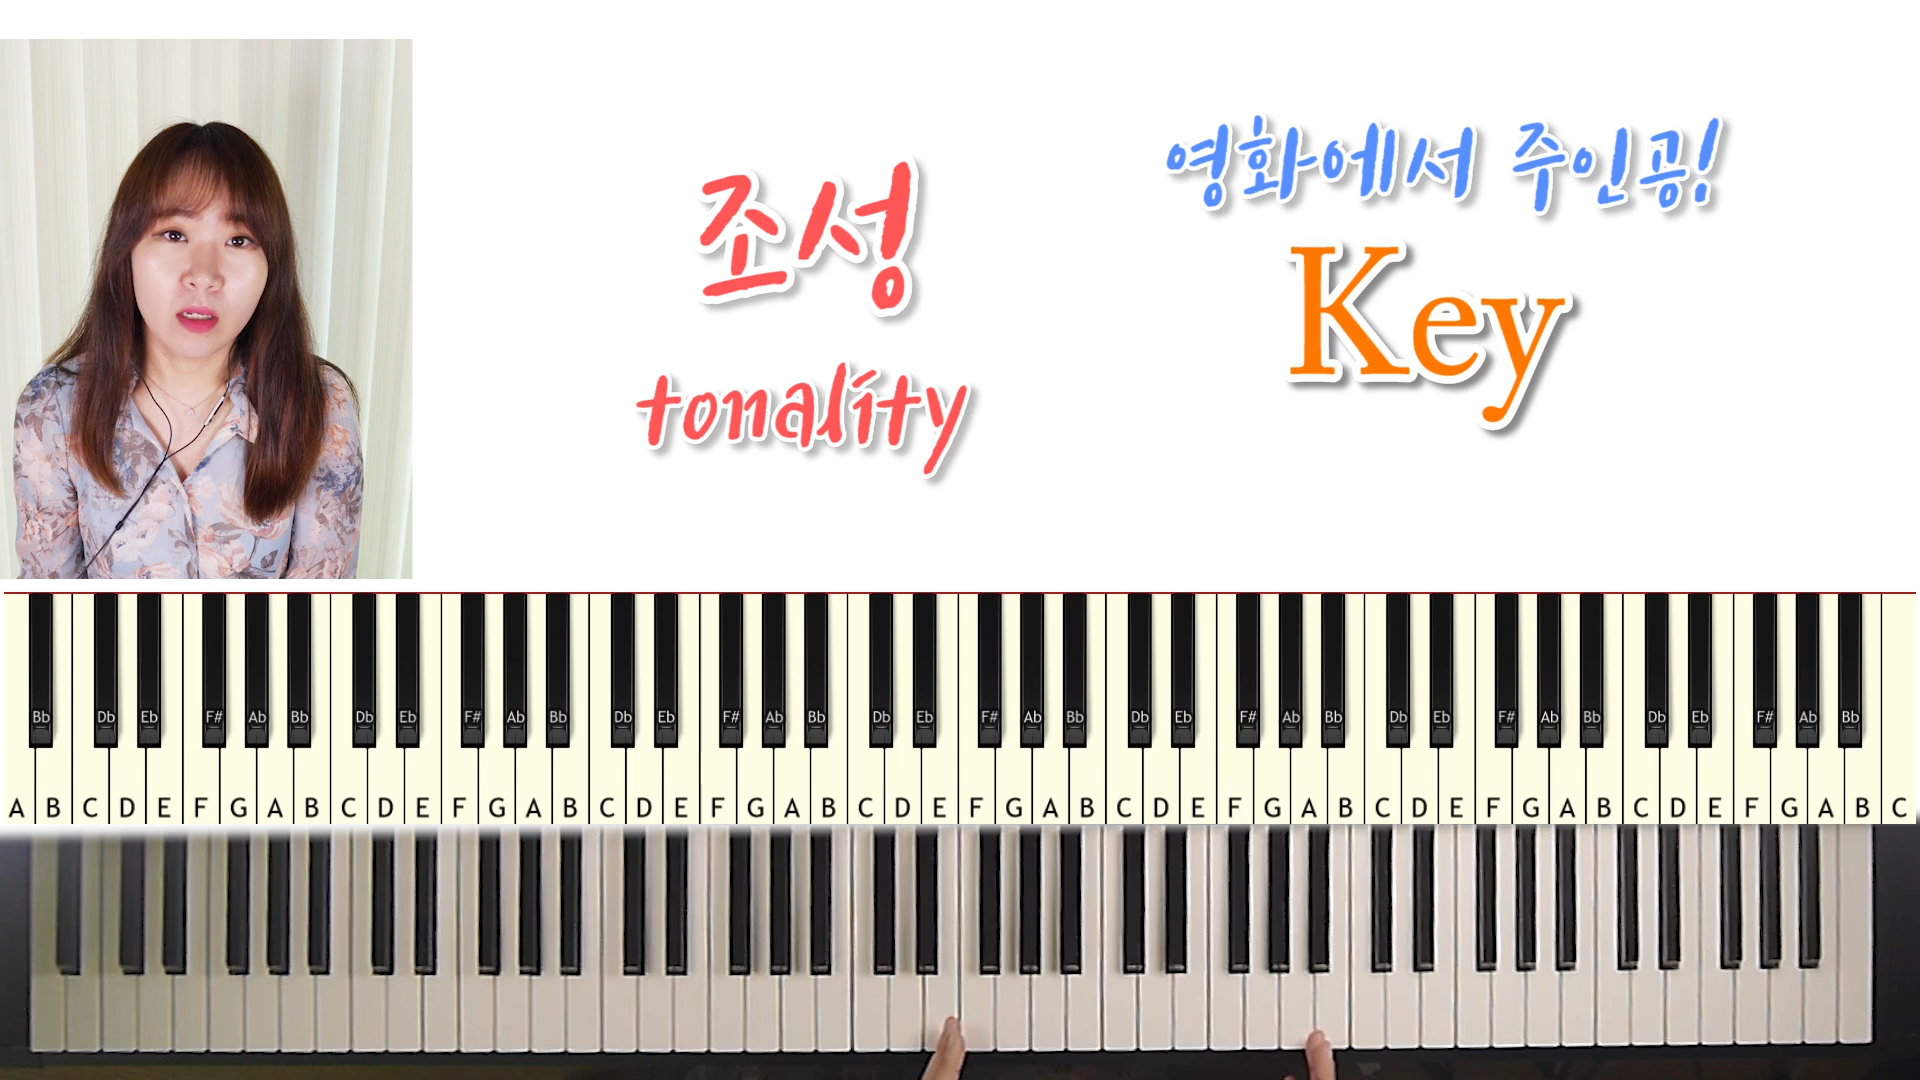 조성
tonality
영화에서 주인공!
Key
Bb Db Eb F# Ab Bb Db Eb F# Ab Bb Db Eb F# Ab Bb Db Eb F# Ab Bb Db Eb F# Ab Bb Db Eb F# Ab Bb Db Eb F# Ab Bb
A B C D E F G A B C D E F G A B C D E F G A B C D E F G A B C D E F G A B C D E F G A B C D E F G A B C